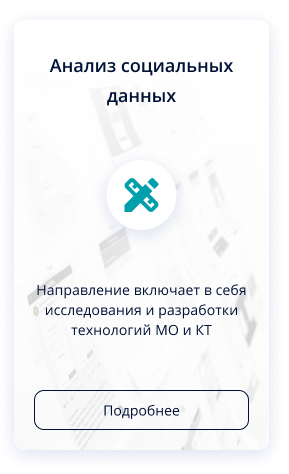 Анализ социальных
данных
Направление включает в себя
исследования и разработки
технологий МО и КТ
Подробнее